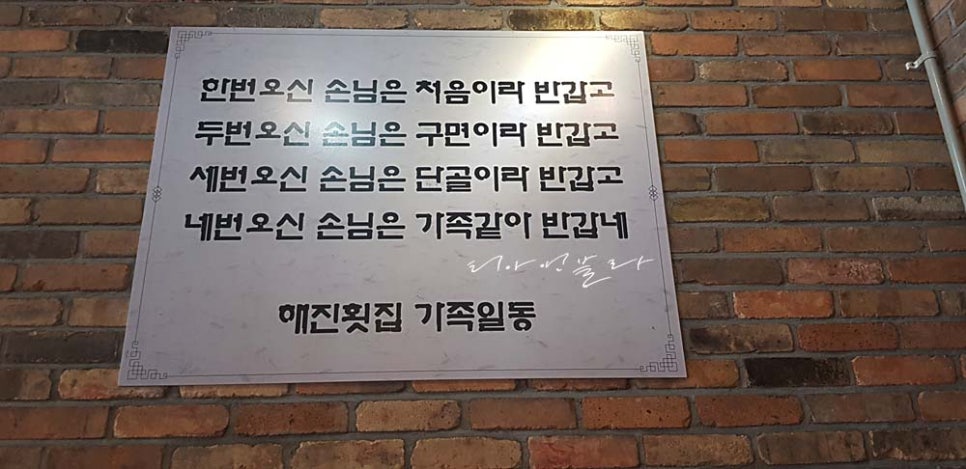 한번오신 손님은 처음이라 반갑고
두번오신 손님은 구면이라 반갑고
세번오신 손님은 단골이라 반갑고
네번오신 손님은 가족같아 반갑네
해진횟집 가족일동